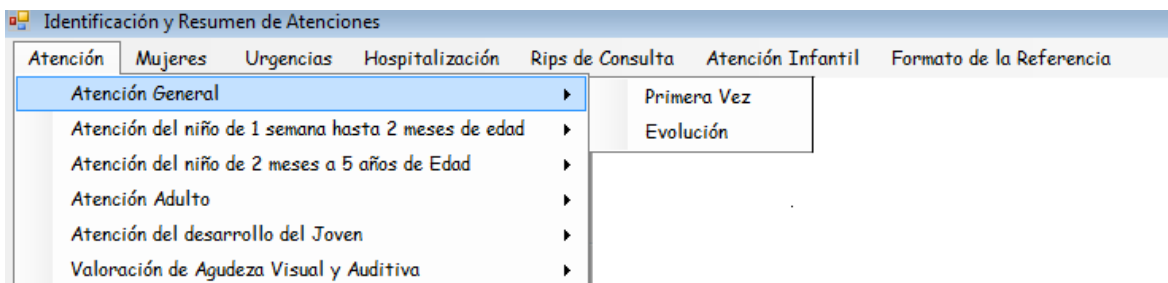 Identificación y Resumen de Atenciones
Atención Mujeres Urgencias Hospitalización Rips de Consulta Atención Infantil Formato de la Referencia
Atención General
Primera Vez
Atención del niño de 1 semana hasta 2 meses de edad
Evolución
Atención del niño de 2 meses a 5 años de Edad
Atención Adulto
Atención del desarrollo del Joven
Valoración de Agudeza Visual y Auditiva